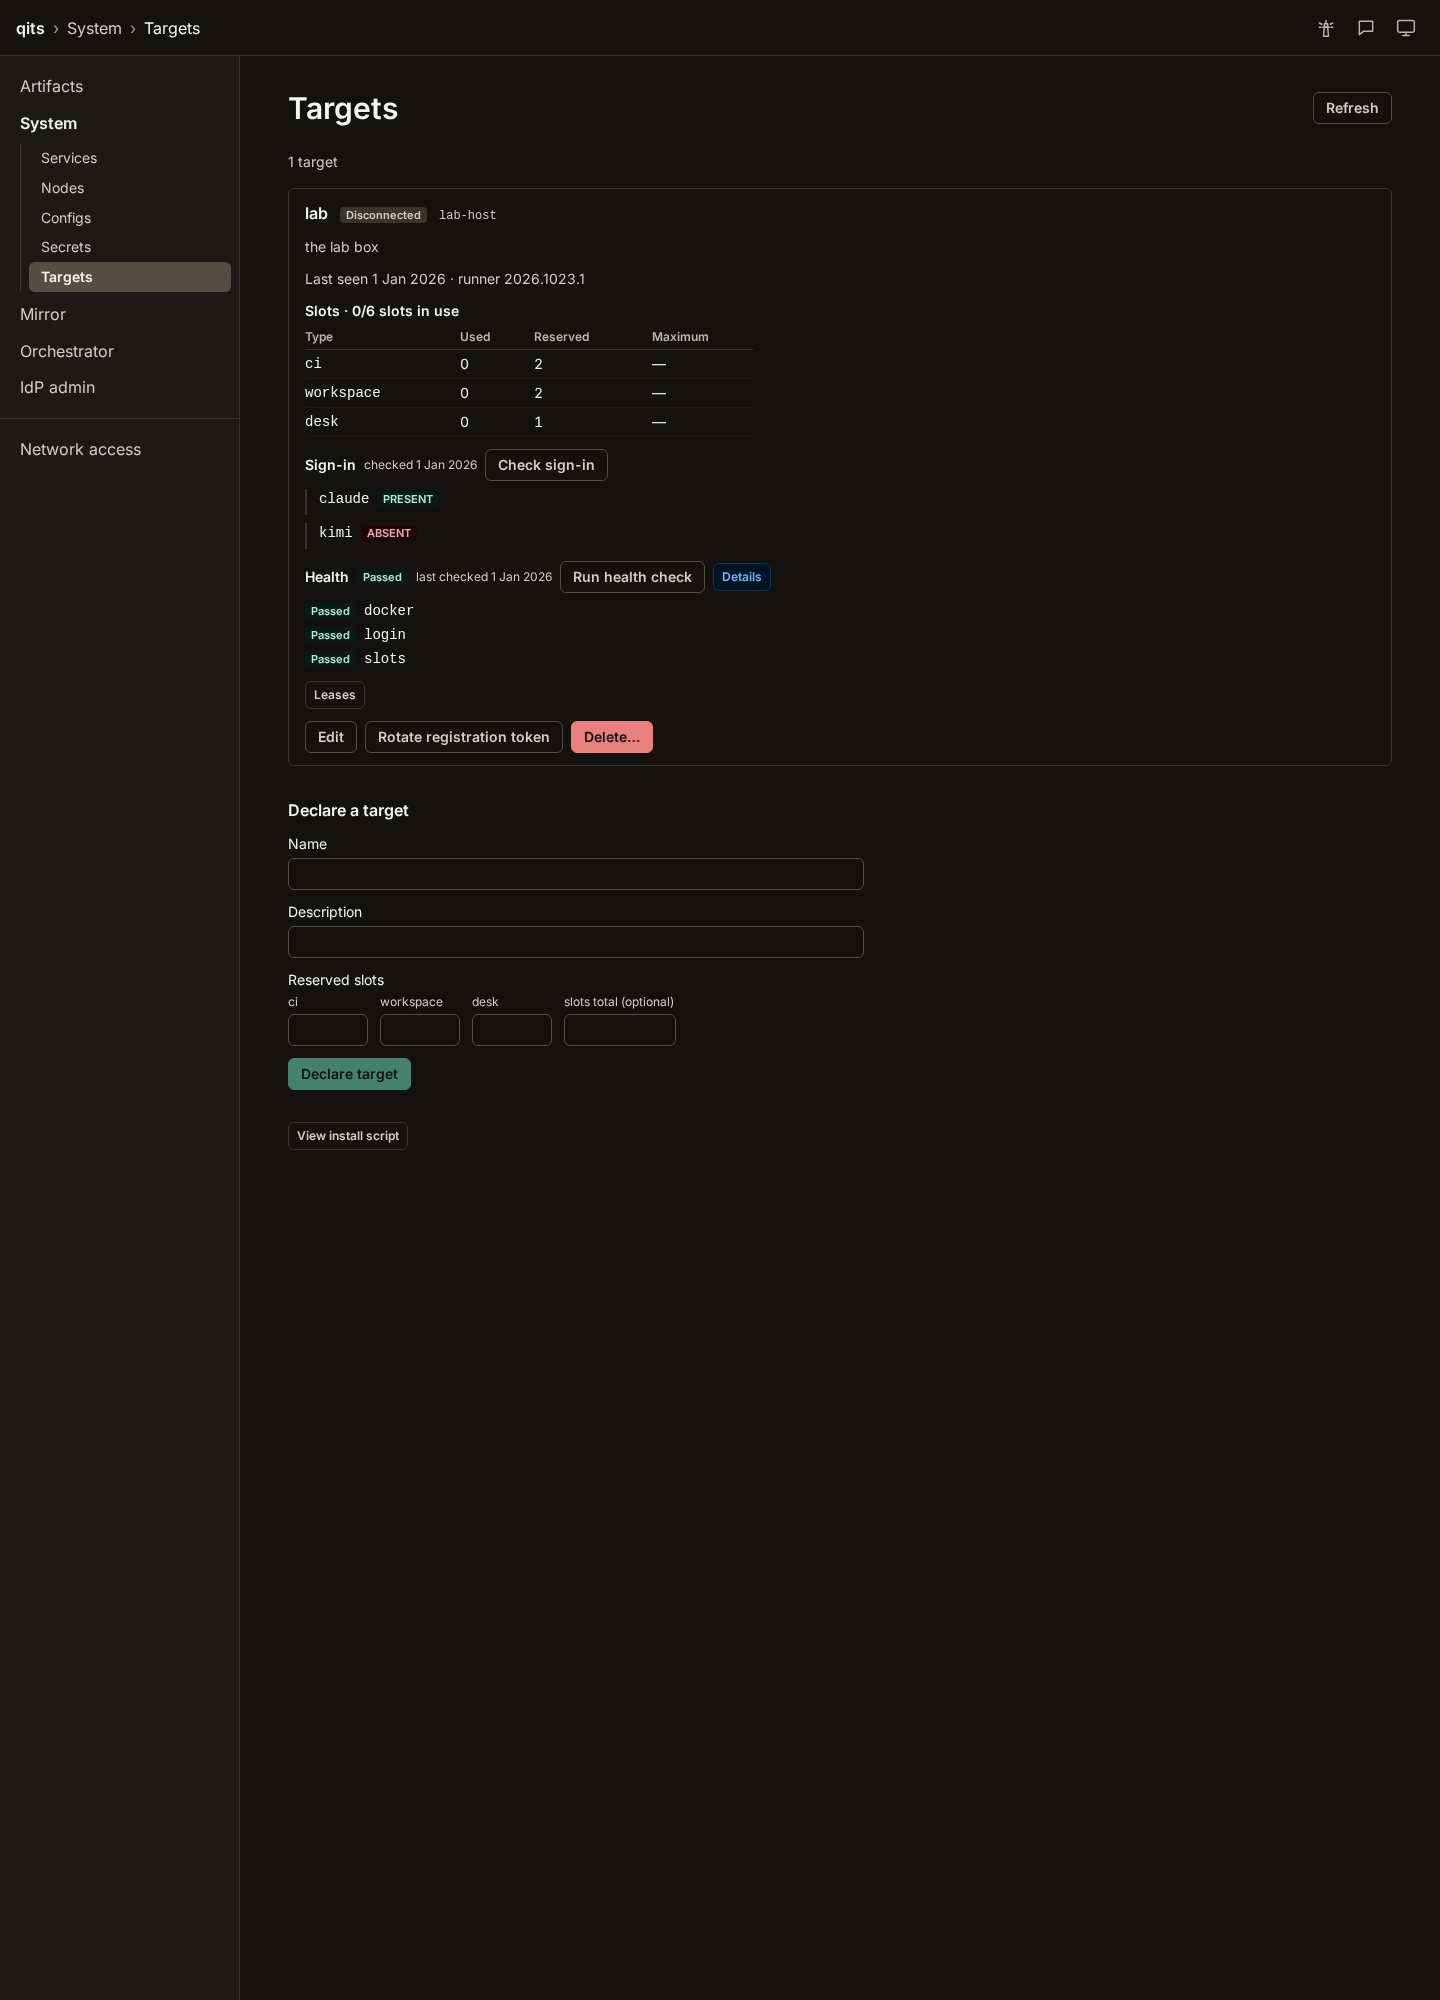 qits › System › Targets
Artifacts
System
Services
Nodes
Configs
Secrets
Targets
Mirror
Orchestrator
IdP admin
Network access
Targets
Refresh
1 target
lab Disconnected lab-host
the lab box
Last seen 1 Jan 2026 · runner 2026.1023.1
Slots · 0/6 slots in use
Type Used Reserved Maximum
ci 0 2 —
workspace 0 2 —
desk 0 1 —
Sign-in checked 1 Jan 2026 Check sign-in
claude PRESENT
kimi ABSENT
Health Passed last checked 1 Jan 2026 Run health check Details
Passed docker
Passed login
Passed slots
Leases
Edit Rotate registration token Delete...
Declare a target
Name
Description
Reserved slots
ci workspace desk slots total (optional)
Declare target
View install script